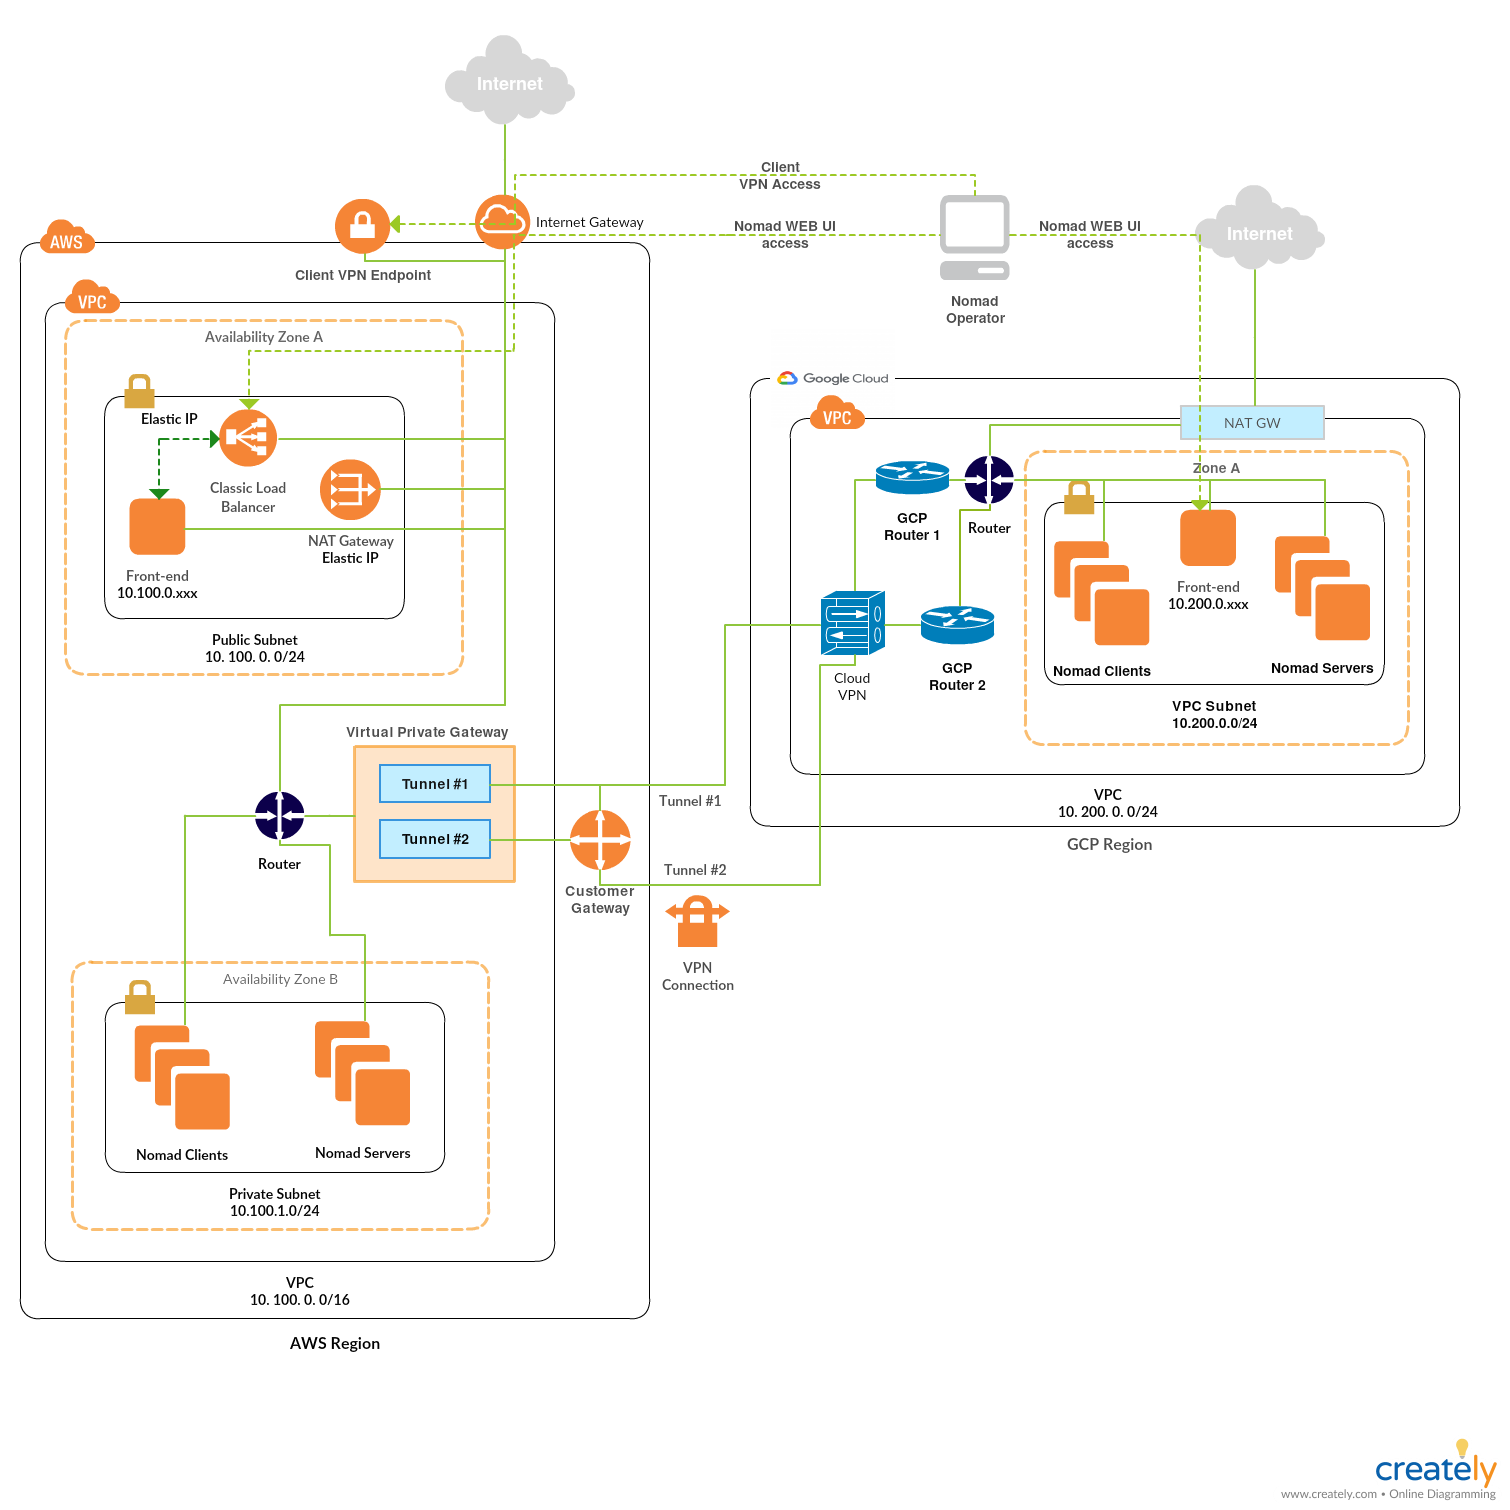 Internet
Client
VPN Access
Internet Gateway
Nomad WEB UI
access
Nomad WEB UI
access
Internet
AWS
Client VPN Endpoint
Nomad
Operator
VPC
Availability Zone A
Elastic IP
Classic Load
Balancer
NAT Gateway
Elastic IP
Front-end
10.100.0.xxx
Public Subnet
10. 100. 0. 0/24
Google Cloud
VPC
NAT GW
Zone A
GCP
Router 1
Router
Front-end
10.200.0.xxx
Nomad Clients
Nomad Servers
GCP
Router 2
Cloud
VPN
VPC Subnet
10.200.0.0/24
VPC
10. 200. 0. 0/24
GCP Region
Virtual Private Gateway
Tunnel #1
Tunnel #2
Tunnel #1
Router
Tunnel #2
Customer
Gateway
VPN
Connection
Availability Zone B
Nomad Clients
Nomad Servers
Private Subnet
10.100.1.0/24
VPC
10. 100. 0. 0/16
AWS Region
creately
www.creately.com • Online Diagramming